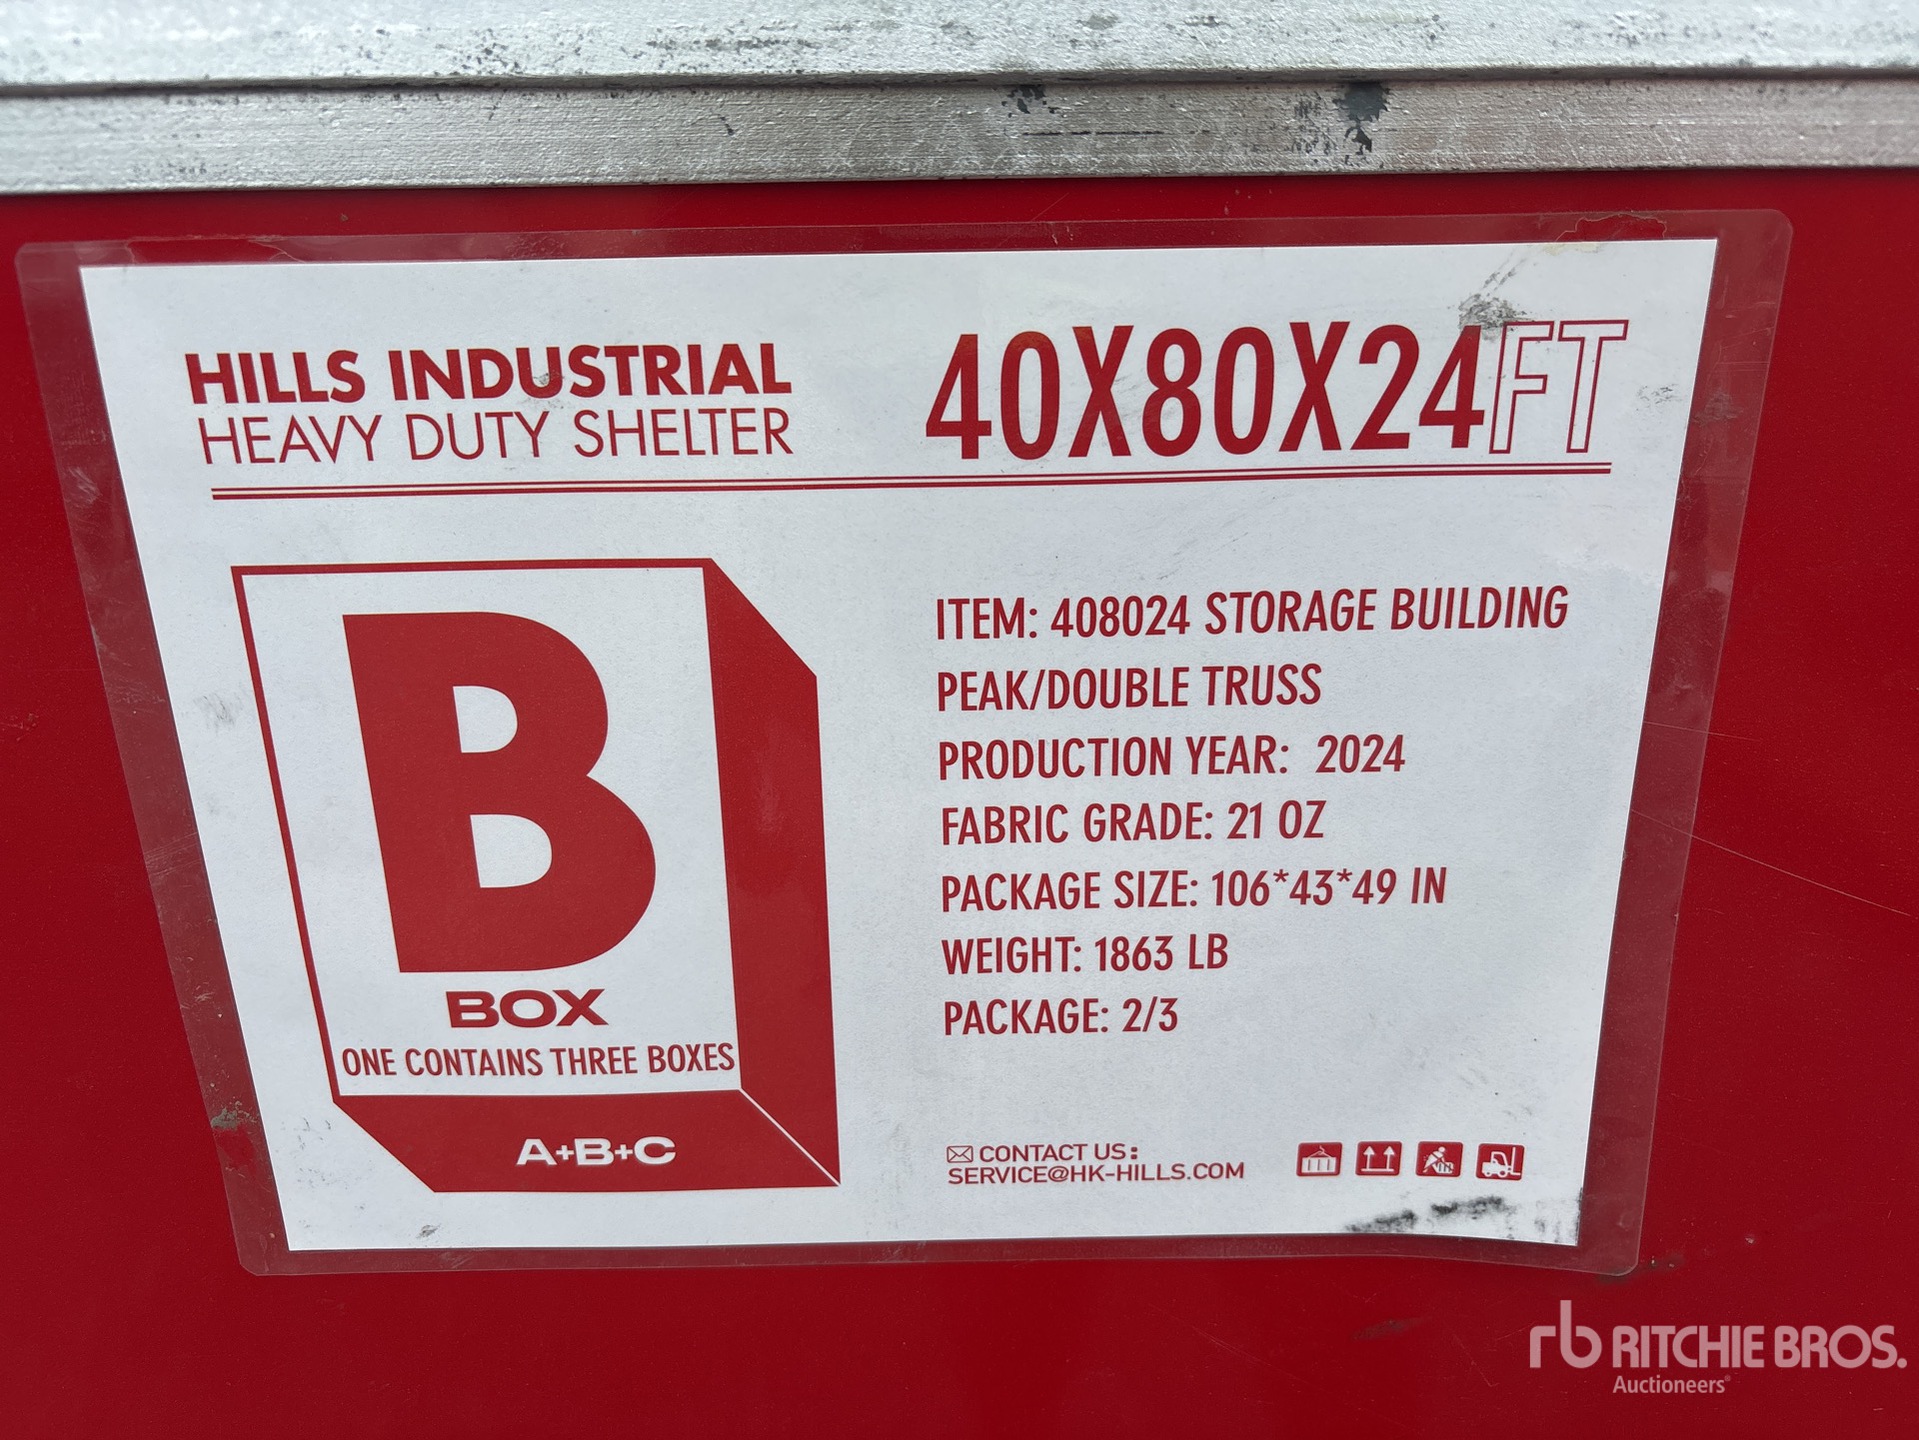 HILLS INDUSTRIAL
HEAVY DUTY SHELTER
40X80X24FT
B
BOX
ONE CONTAINS THREE BOXES
A+B+C
ITEM: 408024 STORAGE BUILDING
PEAK/DOUBLE TRUSS
PRODUCTION YEAR: 2024
FABRIC GRADE: 21 OZ
PACKAGE SIZE: 106*43*49 IN
WEIGHT: 1863 LB
PACKAGE: 2/3
CONTACT US:
SERVICE@HK-HILLS.COM
rb RITCHIE BROS.
Auctioneers®